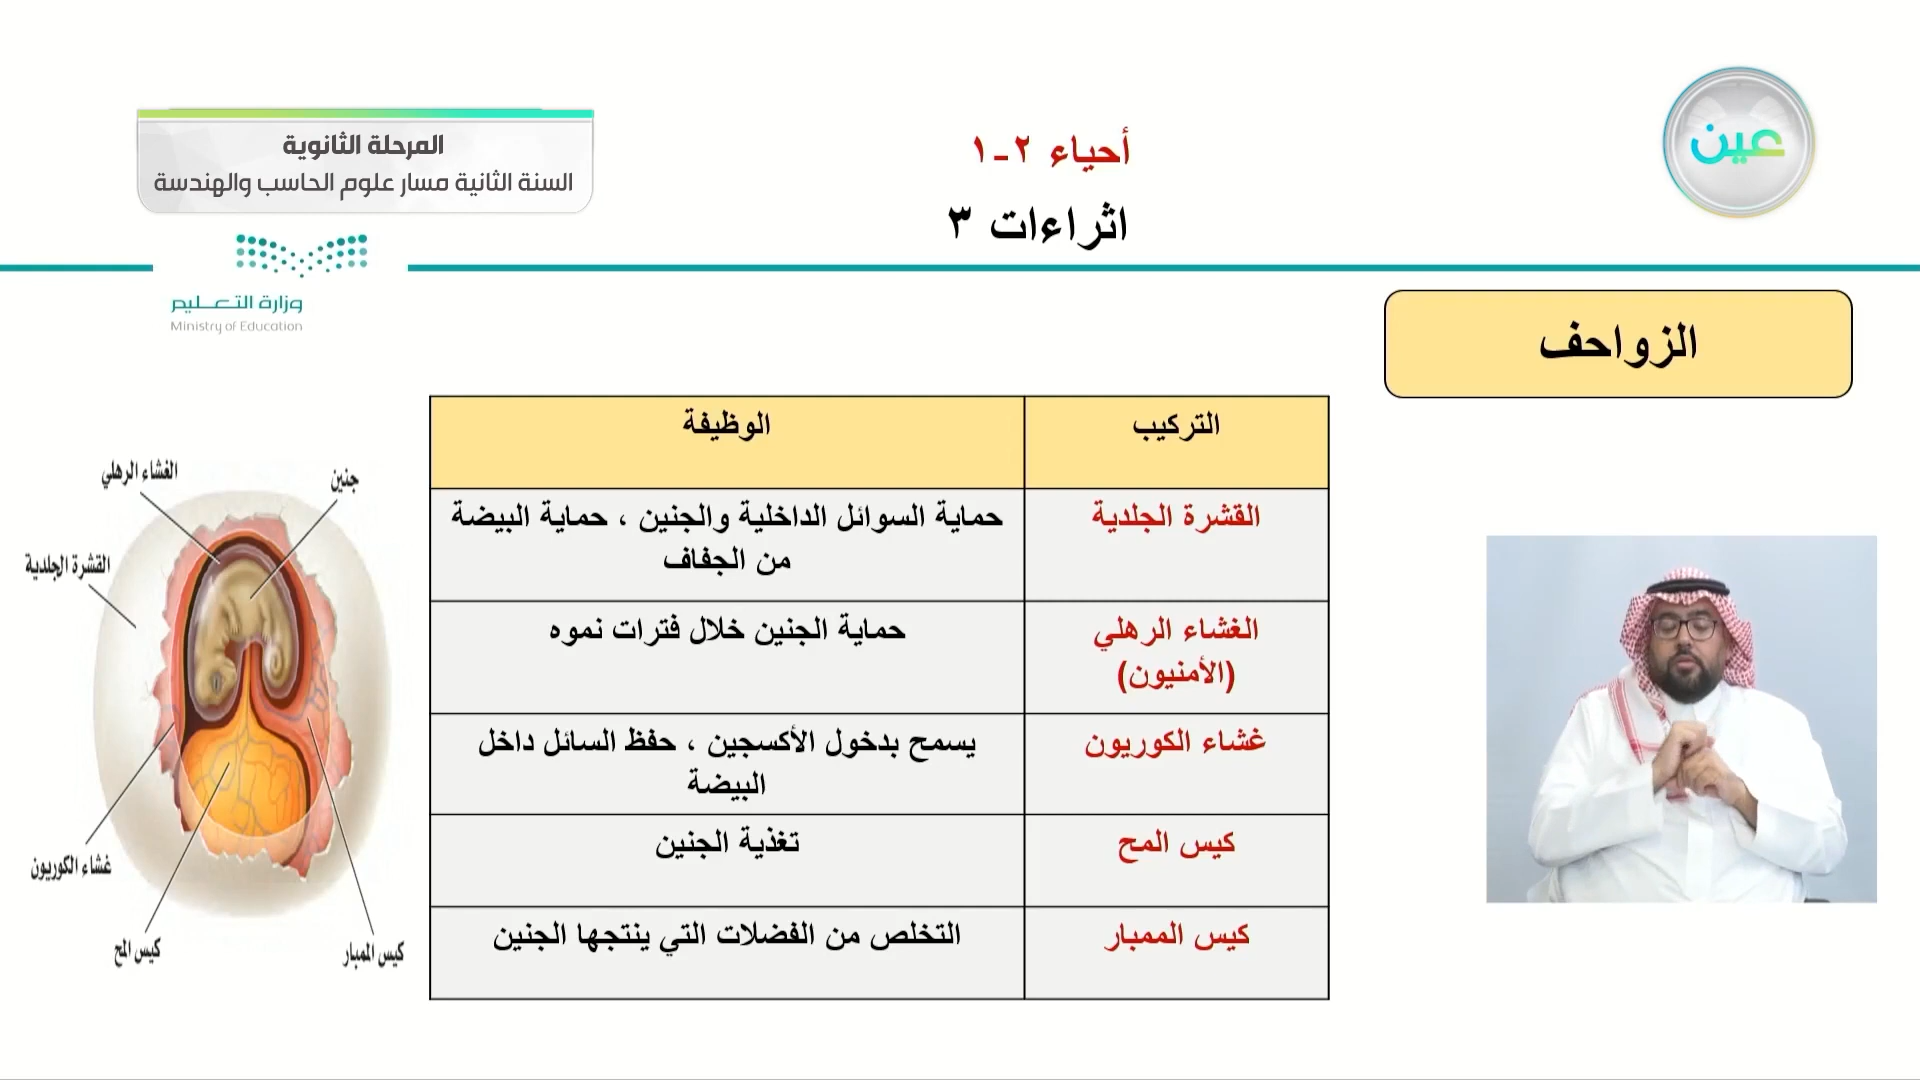 عين
أحياء ٢-١
اثراءات ٣
المرحلة الثانوية
السنة الثانية مسار علوم الحاسب والهندسة
وزارة التعليم
Ministry of Education
الزواحف
التركيب
الوظيفة
القشرة الجلدية
حماية السوائل الداخلية والجنين ، حماية البيضة
من الجفاف
الغشاء الرهلي
(الأمنيون)
حماية الجنين خلال فترات نموه
غشاء الكوريون
يسمح بدخول الأكسجين ، حفظ السائل داخل
البيضة
كيس المح
تغذية الجنين
كيس الممبار
التخلص من الفضلات التي ينتجها الجنين
جنين
الغشاء الرهلي
القشرة الجلدية
غشاء الكوريون
كيس المح
كيس الممبار